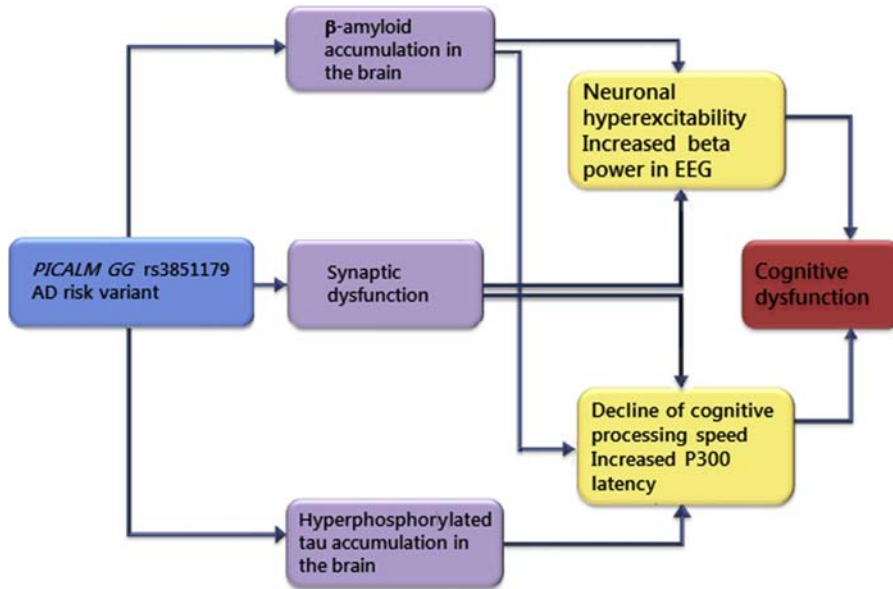 β-amyloid
accumulation in
the brain
Neuronal
hyperexcitability
Increased beta
power in EEG
PICALM GG rs3851179
AD risk variant
Synaptic
dysfunction
Cognitive
dysfunction
Decline of cognitive
processing speed
Increased P300
latency
Hyperphosphorylated
tau accumulation in
the brain